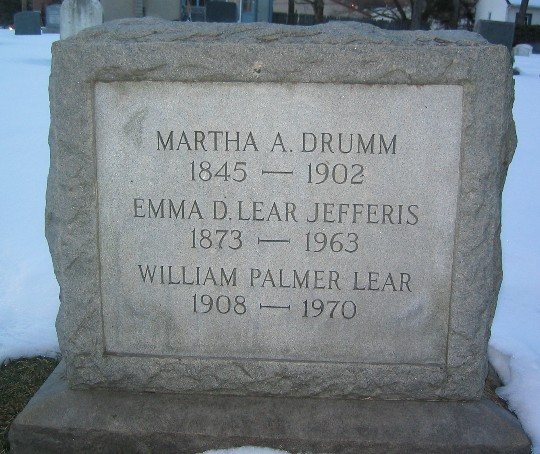 MARTHA A. DRUMM
1845 — 1902
EMMA D. LEAR JEFFERIS
1873 — 1963
WILLIAM PALMER LEAR
1908 — 1970